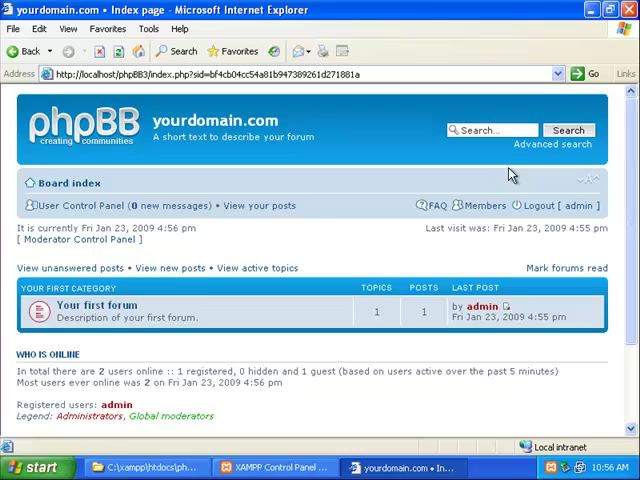 yourdomain.com • Index page - Microsoft Internet Explorer
File Edit View Favorites Tools Help
Back Search Favorites
Address http://localhost/phpBB3/index.php?sid=bf4cb04cc54a81b947389261d271881a Go
phpBB
creating communities
yourdomain.com
A short text to describe your forum
Search... Search
Advanced search
Board index
User Control Panel (0 new messages) • View your posts FAQ Members Logout [ admin ]
It is currently Fri Jan 23, 2009 4:56 pm Last visit was: Fri Jan 23, 2009 4:55 pm
[ Moderator Control Panel ]
View unanswered posts • View new posts • View active topics Mark forums read
YOUR FIRST CATEGORY TOPICS POSTS LAST POST
Your first forum
Description of your first forum.
1 1
by admin
Fri Jan 23, 2009 4:55 pm
WHO IS ONLINE
In total there are 2 users online :: 1 registered, 0 hidden and 1 guest (based on users active over the past 5 minutes)
Most users ever online was 2 on Fri Jan 23, 2009 4:56 pm
Registered users: admin
Legend: Administrators, Global moderators
Local intranet
start C:\xampp\htdocs\ph... XAMPP Control Panel ... yourdomain.com • In... 10:56 AM